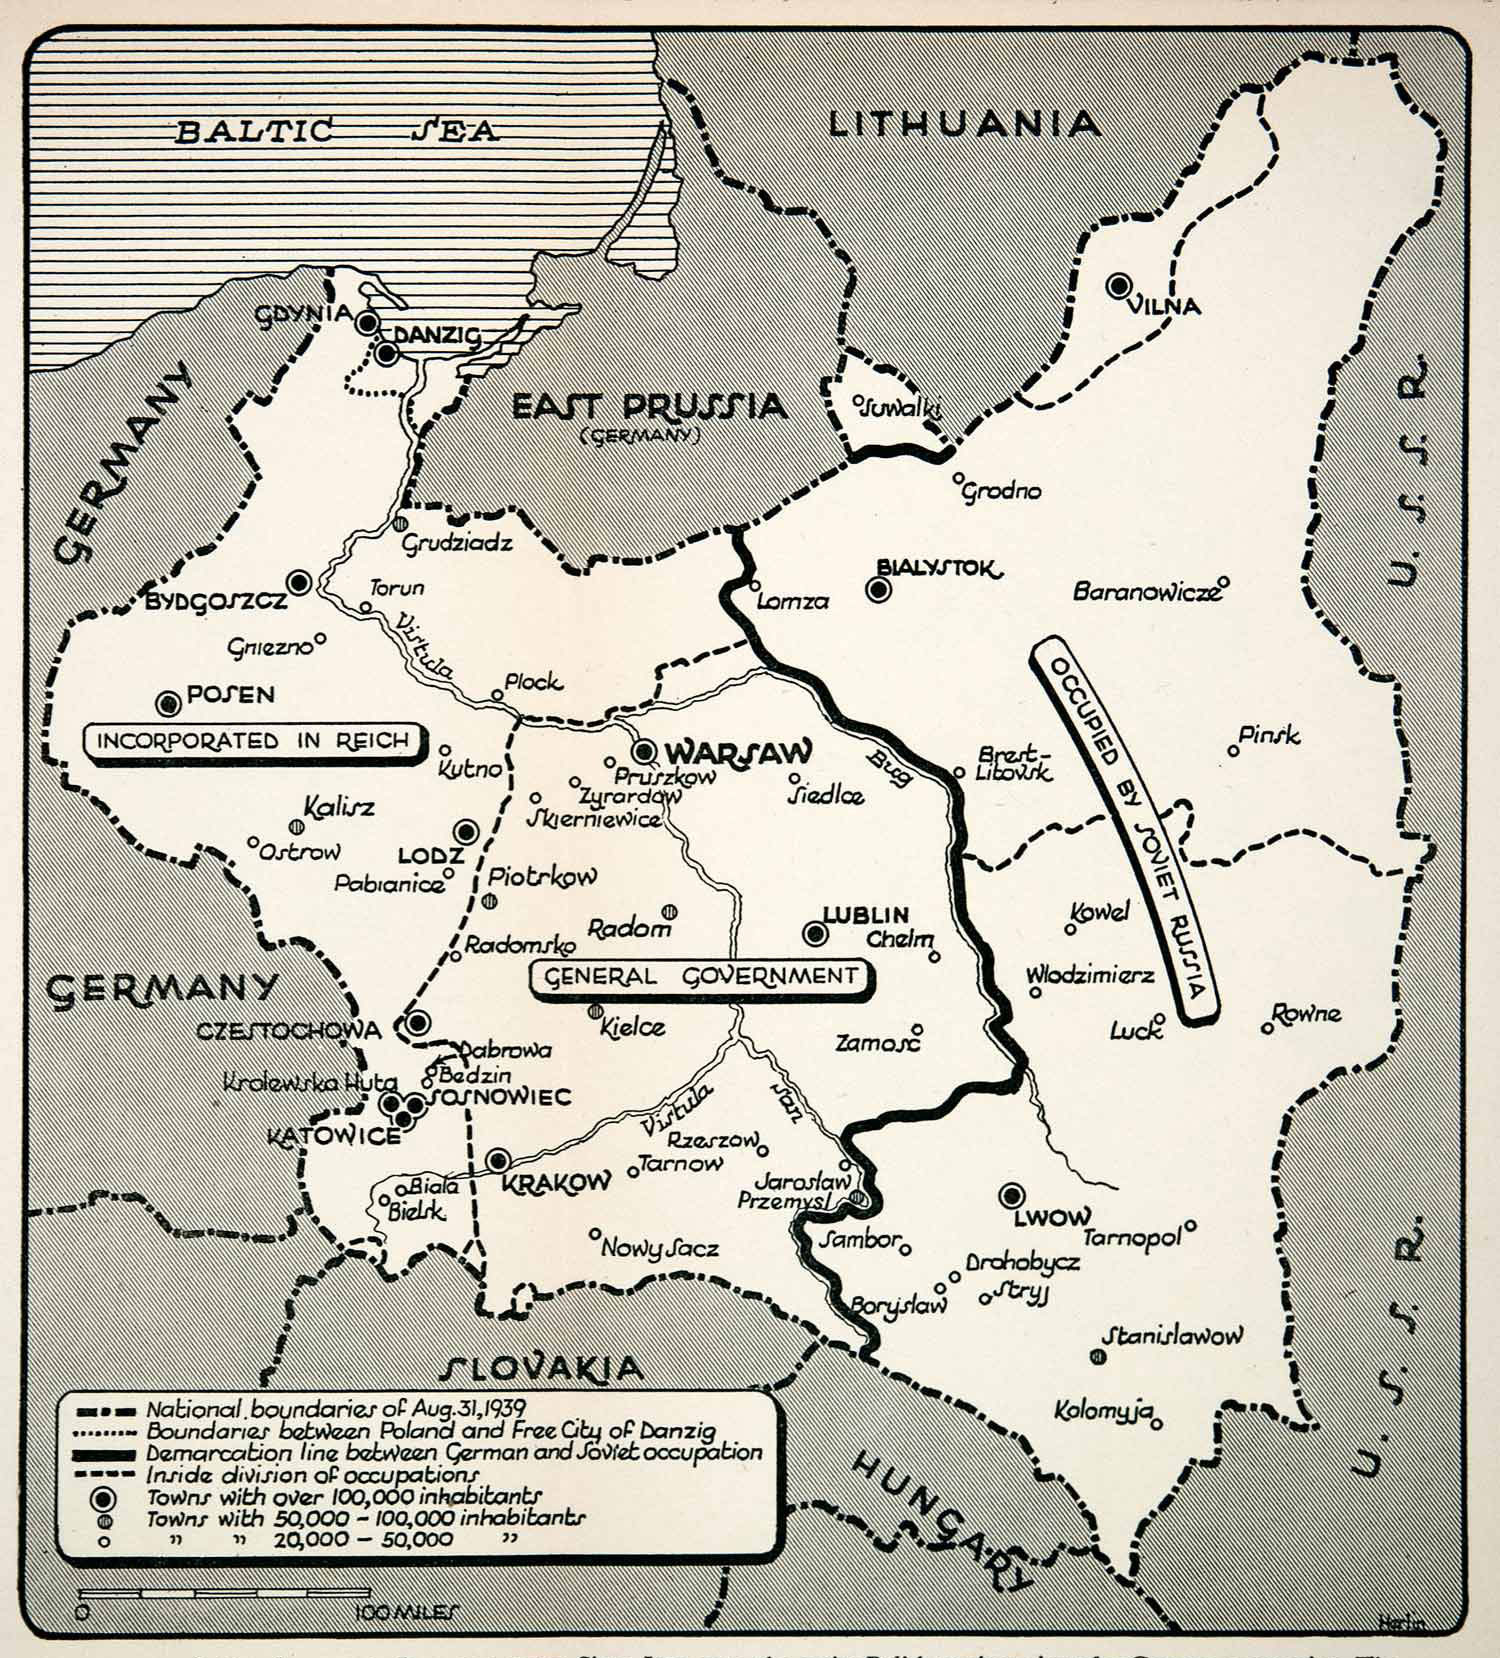 BALTIC SEA
LITHUANIA
VILNA
GDYNIA
DANZIG
GERMANY
EAST PRUSSIA
(GERMANY)
Suwalki
U.S.S.R.
Grodno
Grudziadz
BIALYSTOK
Baranowicze
BYDGOSZCZ
Torun
Lomza
Vistula
Gniezno
Plock
POSEN
OCCUPIED BY SOVIET RUSSIA
INCORPORATED IN REICH
Kutno
WARSAW
Pruszkow
Zyrardow
Skierniewice
Siedlce
Bug
Brest-
Litovsk
Pinsk
Kalisz
Ostrow
LODZ
Pabianice
Piotrkow
Radom
LUBLIN
Chelm
Kowel
Radomsko
GENERAL GOVERNMENT
Wlodzimierz
GERMANY
CZESTOCHOWA
Kielce
Zamosc
Luck
Rowne
Dabrowa
Bedzin
Krolewska Huta
SOSNOWIEC
KATOWICE
Vistula
San
Rzeszow
Tarnow
KRAKOW
Jaroslaw
Przemysl
Biala
Bielsk
LWOW
Tarnopol
Nowy Sacz
Sambor
Drohobycz
Boryslaw
Stryj
U.S.S.R.
Stanislawow
Kolomyja
SLOVAKIA
HUNGARY
National boundaries of Aug.31,1939
Boundaries between Poland and Free City of Danzig
Demarcation line between German and Soviet occupation
Inside division of occupations
Towns with over 100,000 inhabitants
Towns with 50,000 - 100,000 inhabitants
" " 20,000 - 50,000 "
0 100 MILES